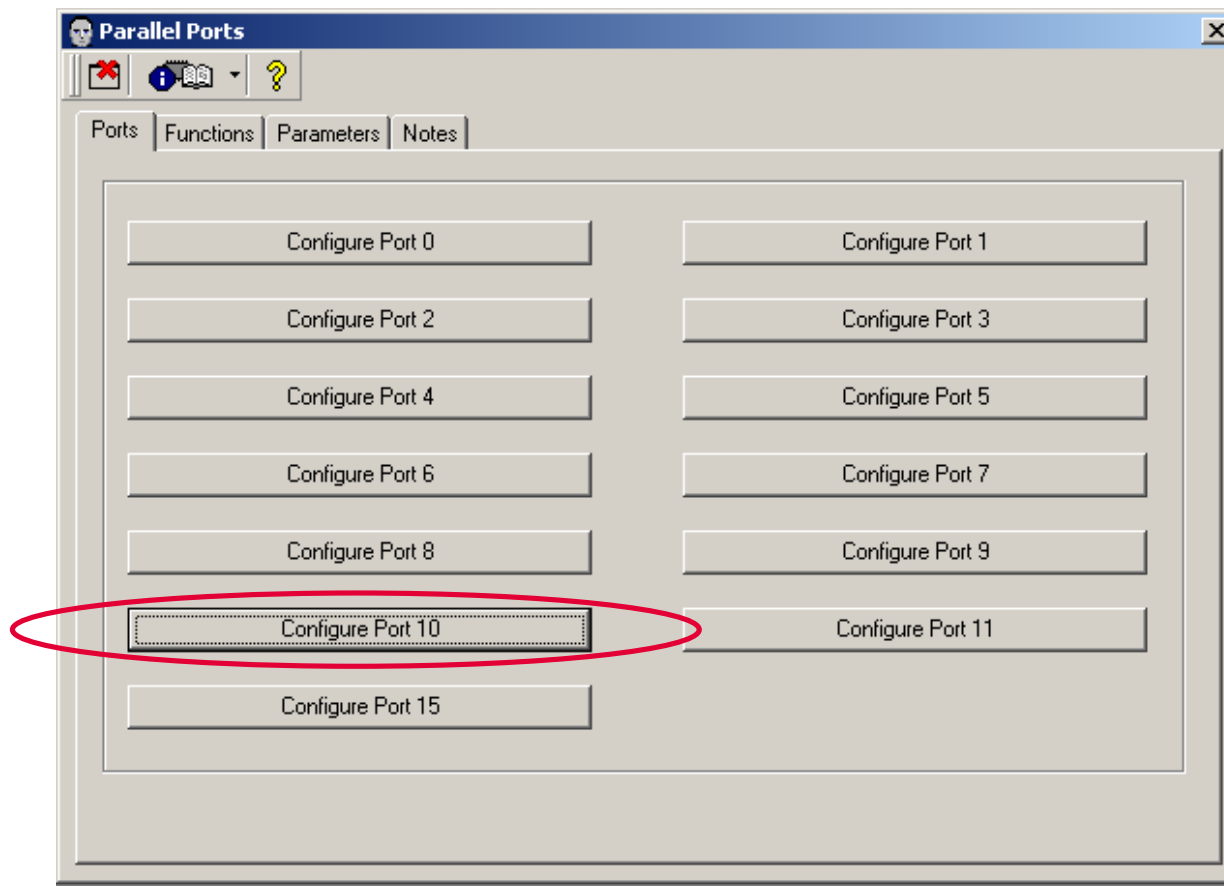 Parallel Ports
Ports Functions Parameters Notes
Configure Port 0 Configure Port 1
Configure Port 2 Configure Port 3
Configure Port 4 Configure Port 5
Configure Port 6 Configure Port 7
Configure Port 8 Configure Port 9
Configure Port 10 Configure Port 11
Configure Port 15